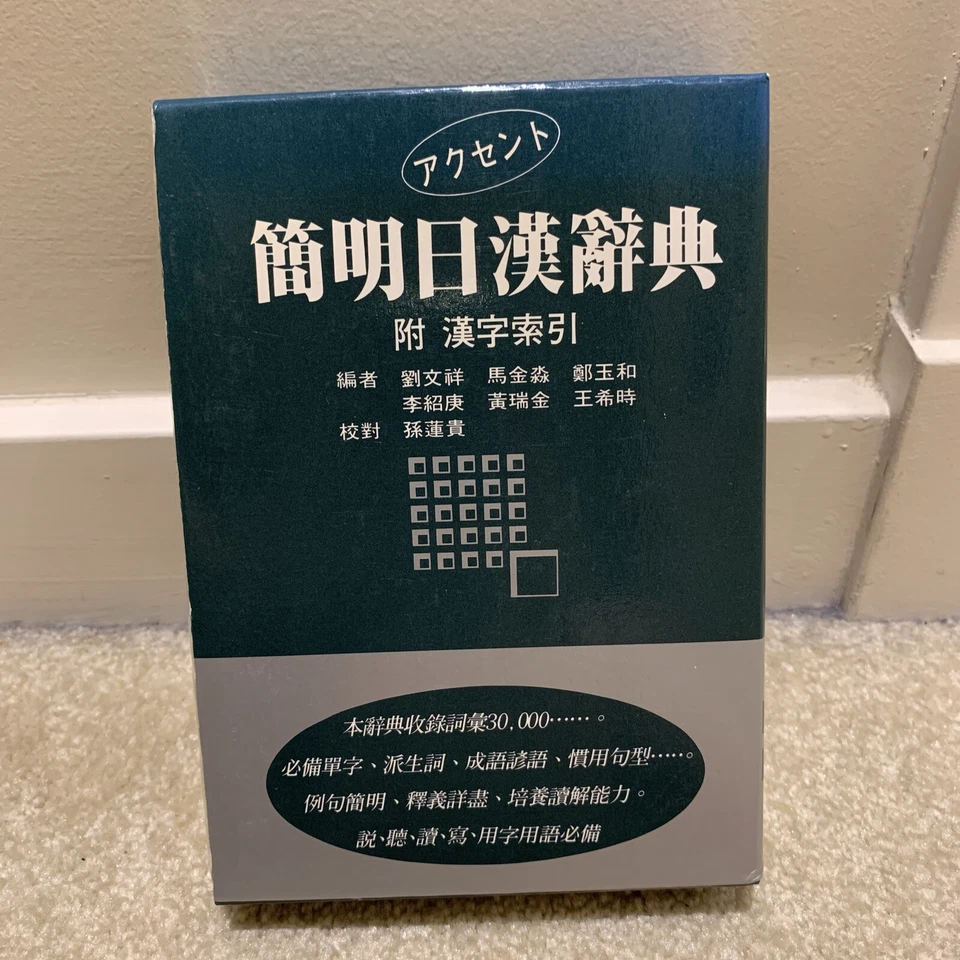 アクセント
簡明日漢辭典
附 漢字索引
編者 劉文祥 馬金淼 鄭玉和
李紹庚 黃瑞金 王希時
校對 孫蓮貴
本辭典收錄詞彙30,000……。
必備單字、派生詞、成語諺語、慣用句型……。
例句簡明、釋義詳盡、培養讀解能力。
説、聽、讀、寫、用字用語必備